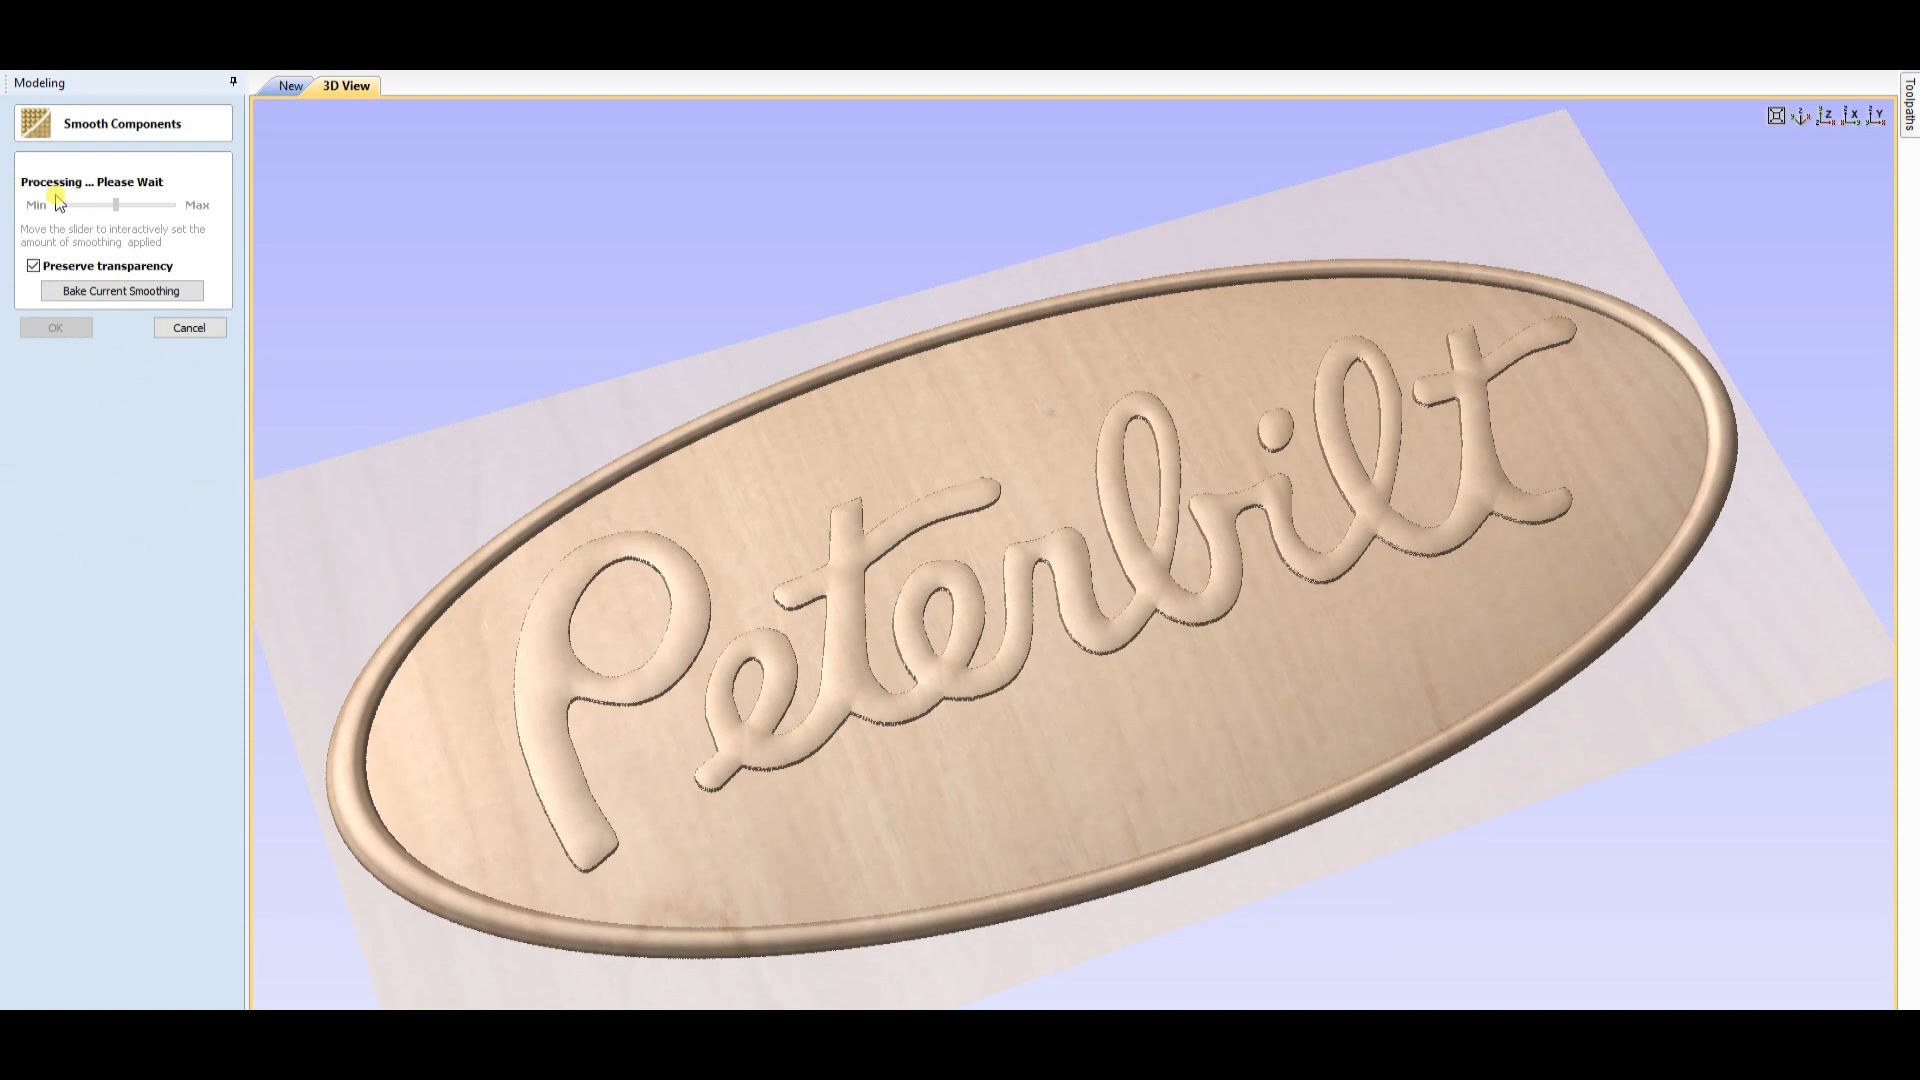 Modeling
New
3D View
Toolpaths
Smooth Components
Processing ... Please Wait
Min
Max
Move the slider to interactively set the
amount of smoothing applied
Preserve transparency
Bake Current Smoothing
OK
Cancel
Peterbilt